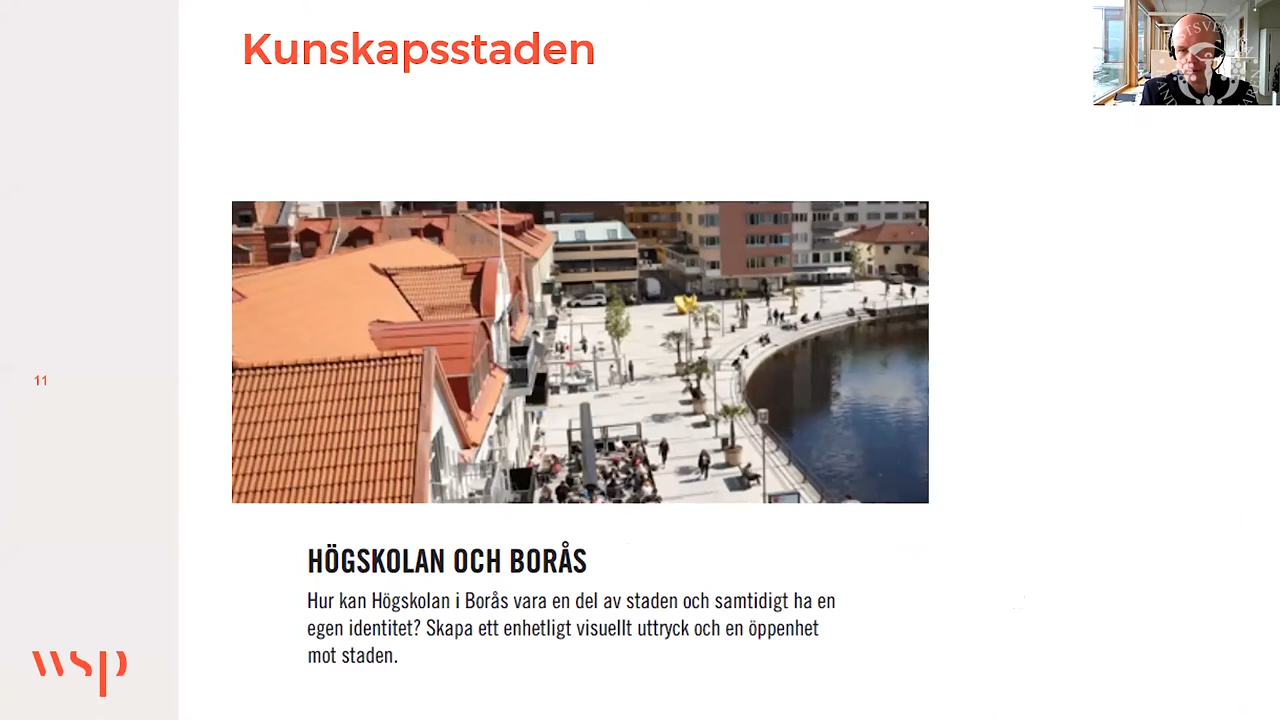 Kunskapsstaden
11
HÖGSKOLAN OCH BORÅS
Hur kan Högskolan i Borås vara en del av staden och samtidigt ha en
egen identitet? Skapa ett enhetligt visuellt uttryck och en öppenhet
mot staden.
wsp